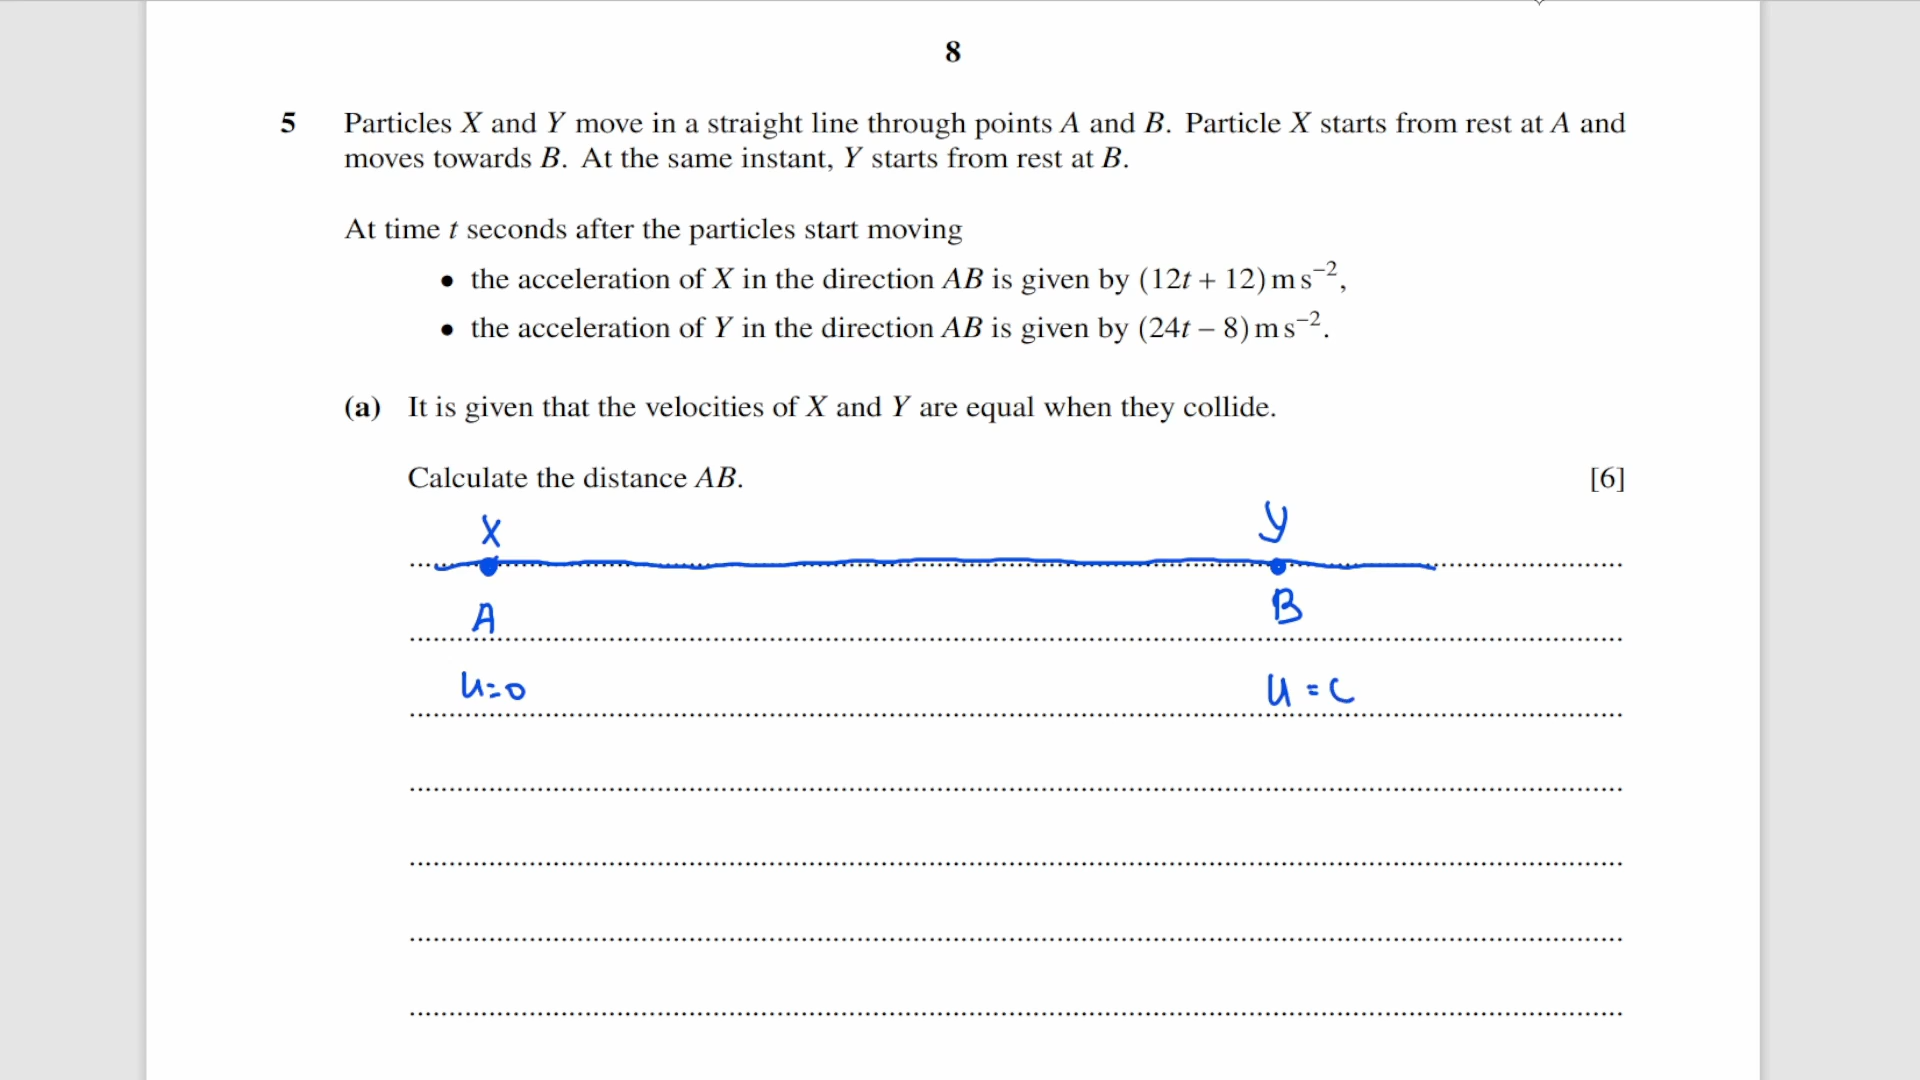 8
5 Particles X and Y move in a straight line through points A and B. Particle X starts from rest at A and
moves towards B. At the same instant, Y starts from rest at B.
At time t seconds after the particles start moving
• the acceleration of X in the direction AB is given by (12t + 12) m s⁻²,
• the acceleration of Y in the direction AB is given by (24t – 8) m s⁻².
(a) It is given that the velocities of X and Y are equal when they collide.
Calculate the distance AB. [6]
X Y
A B
u=0 u=c